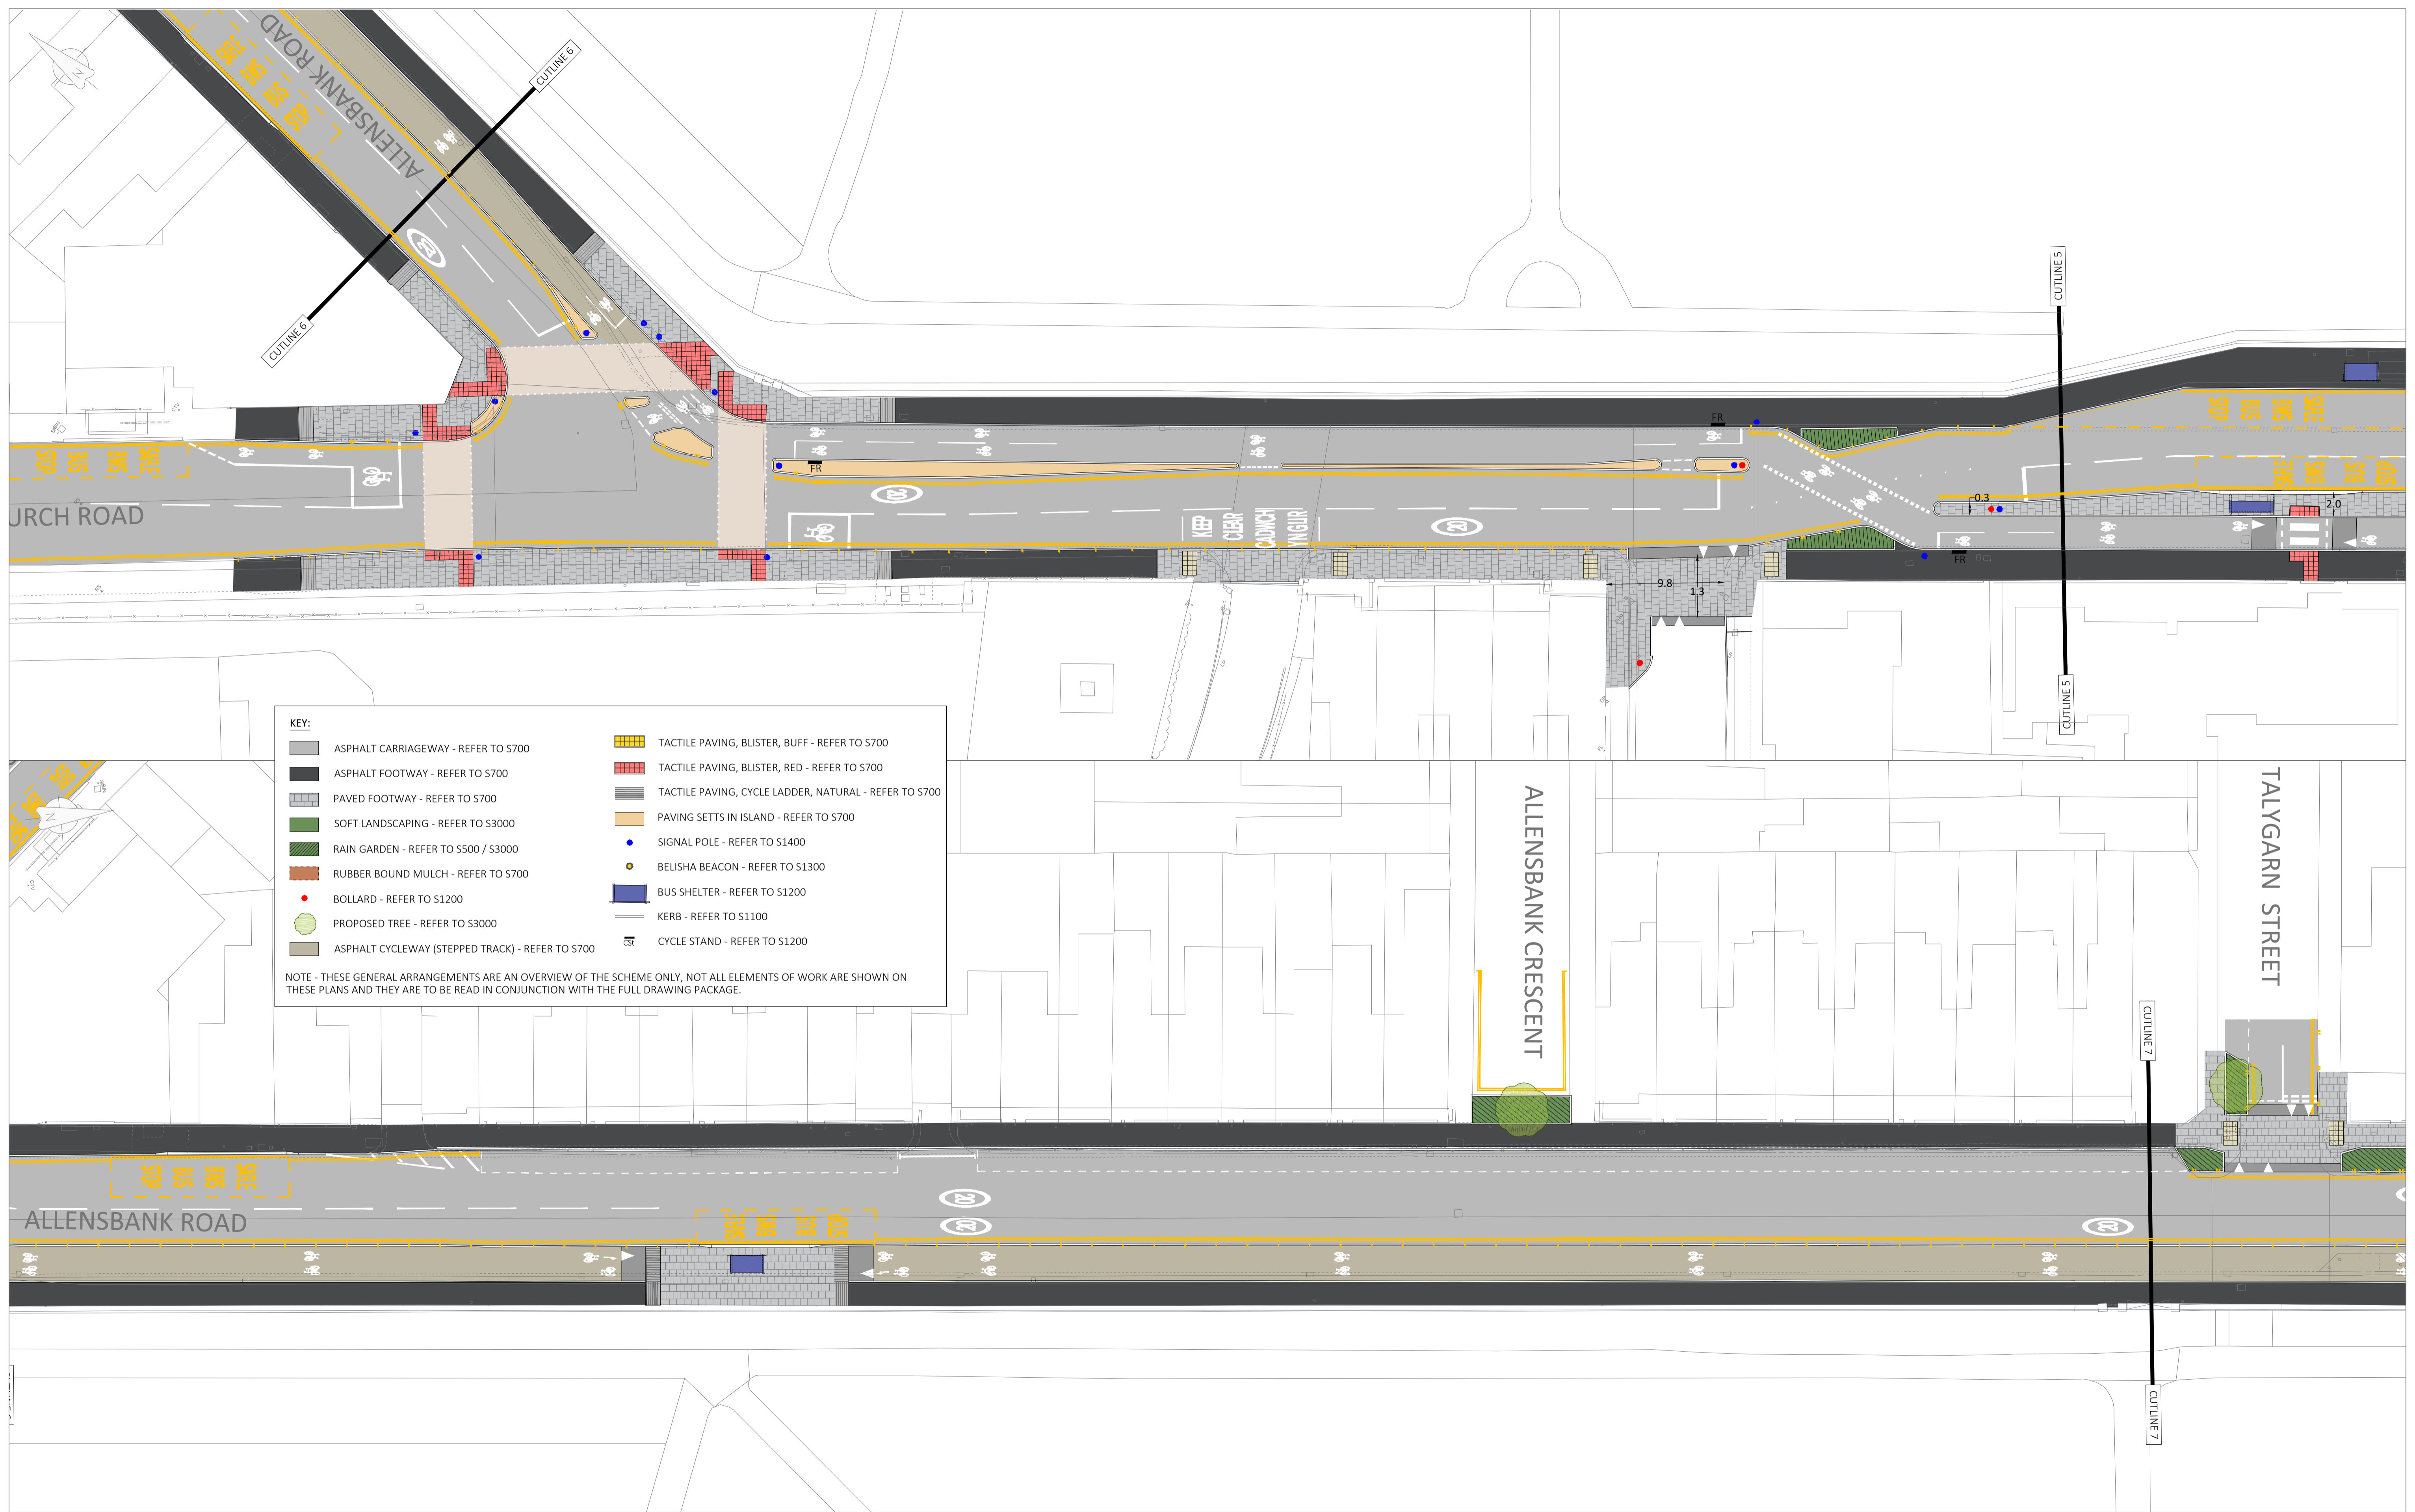 ALLENSBANK ROAD
CUTLINE 6
N
CUTLINE 6
20
CUTLINE 5
FR
FR
SAFE
BWS
BUS
STOP
URCH ROAD
20
KEEP
CLEAR
CADWCH
YN GLIR
20
0.3
2.0
FR
9.8
1.3
CUTLINE 5
KEY:
ASPHALT CARRIAGEWAY - REFER TO S700
ASPHALT FOOTWAY - REFER TO S700
PAVED FOOTWAY - REFER TO S700
SOFT LANDSCAPING - REFER TO S3000
RAIN GARDEN - REFER TO S500 / S3000
RUBBER BOUND MULCH - REFER TO S700
BOLLARD - REFER TO S1200
PROPOSED TREE - REFER TO S3000
ASPHALT CYCLEWAY (STEPPED TRACK) - REFER TO S700
TACTILE PAVING, BLISTER, BUFF - REFER TO S700
TACTILE PAVING, BLISTER, RED - REFER TO S700
TACTILE PAVING, CYCLE LADDER, NATURAL - REFER TO S700
PAVING SETTS IN ISLAND - REFER TO S700
SIGNAL POLE - REFER TO S1400
BELISHA BEACON - REFER TO S1300
BUS SHELTER - REFER TO S1200
KERB - REFER TO S1100
CSt
CYCLE STAND - REFER TO S1200
NOTE - THESE GENERAL ARRANGEMENTS ARE AN OVERVIEW OF THE SCHEME ONLY, NOT ALL ELEMENTS OF WORK ARE SHOWN ON
THESE PLANS AND THEY ARE TO BE READ IN CONJUNCTION WITH THE FULL DRAWING PACKAGE.
N
ALLENSBANK CRESCENT
TALYGARN STREET
CUTLINE 7
BUS
STOP
ALLENSBANK ROAD
BUS
STOP
20
20
20
CUTLINE 7